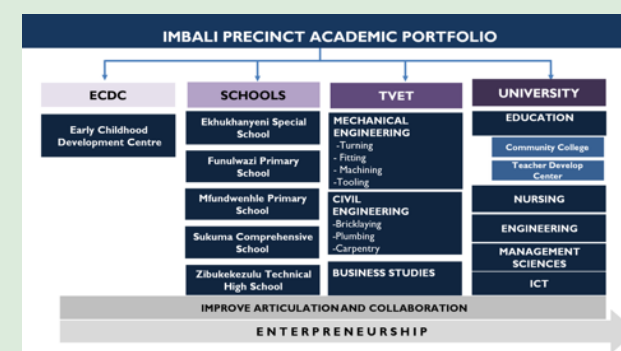 IMBALI PRECINCT ACADEMIC PORTFOLIO
ECDC
Early Childhood
Development Centre
SCHOOLS
Ekhukhanyeni Special
School
Funulwazi Primary
School
Mfundwenhle Primary
School
Sukuma Comprehensive
School
Zibukekezulu Technical
High School
TVET
MECHANICAL
ENGINEERING
-Turning
- Fitting
- Machining
-Tooling
CIVIL
ENGINEERING
-Bricklaying
-Plumbing
-Carpentry
BUSINESS STUDIES
UNIVERSITY
EDUCATION
Community College
Teacher Develop
Center
NURSING
ENGINEERING
MANAGEMENT
SCIENCES
ICT
IMPROVE ARTICULATION AND COLLABORATION
ENTERPRENEURSHIP